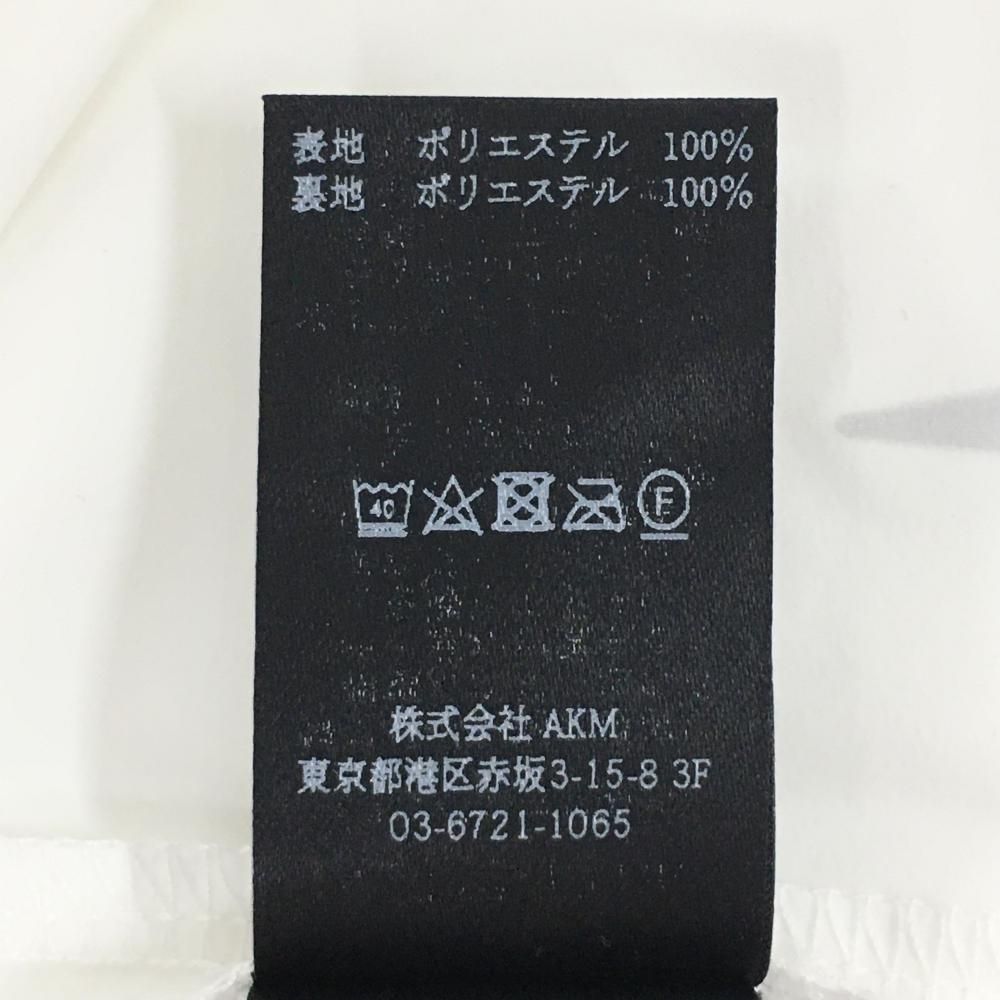 表地 ポリエステル 100%
裏地 ポリエステル 100%
40 F
株式会社 AKM
東京都港区赤坂3-15-8 3F
03-6721-1065